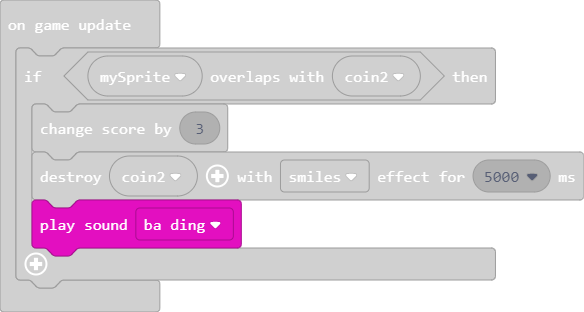 on game update
if mySprite overlaps with coin2 then
change score by 3
destroy coin2 with smiles effect for 5000 ms
play sound ba ding